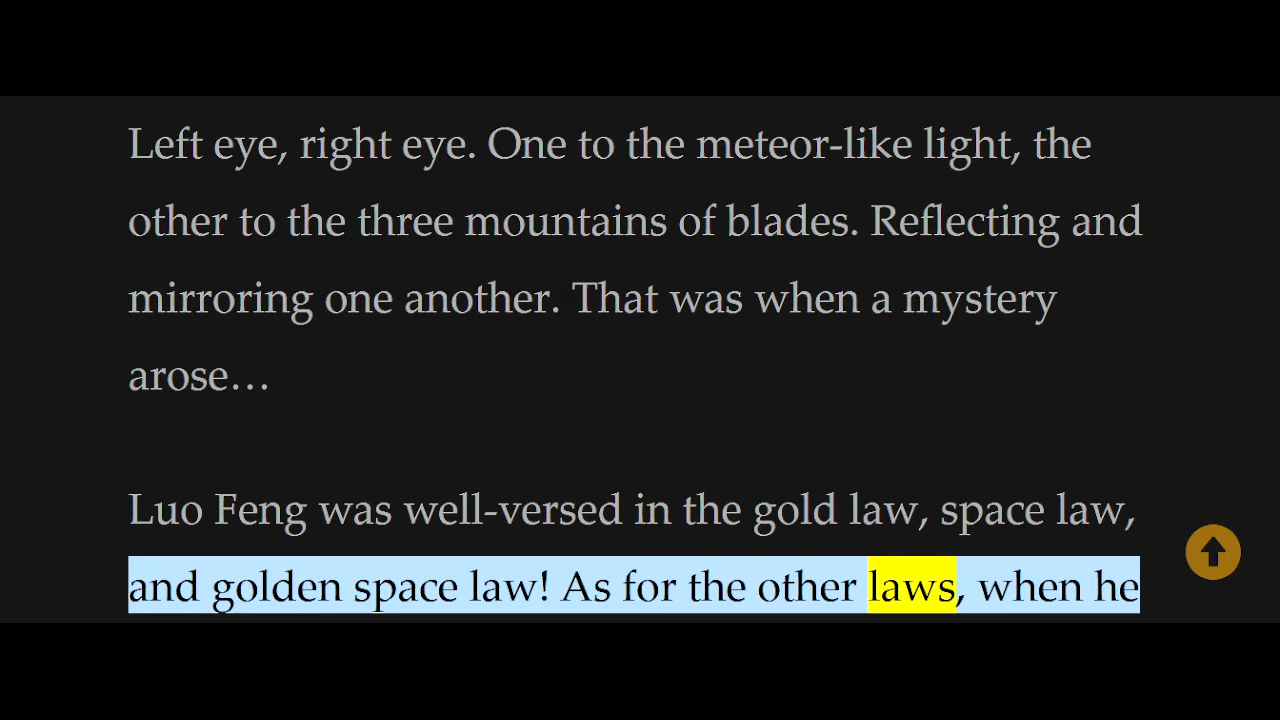 Left eye, right eye. One to the meteor-like light, the
other to the three mountains of blades. Reflecting and
mirroring one another. That was when a mystery
arose…
Luo Feng was well-versed in the gold law, space law,
and golden space law! As for the other laws, when he